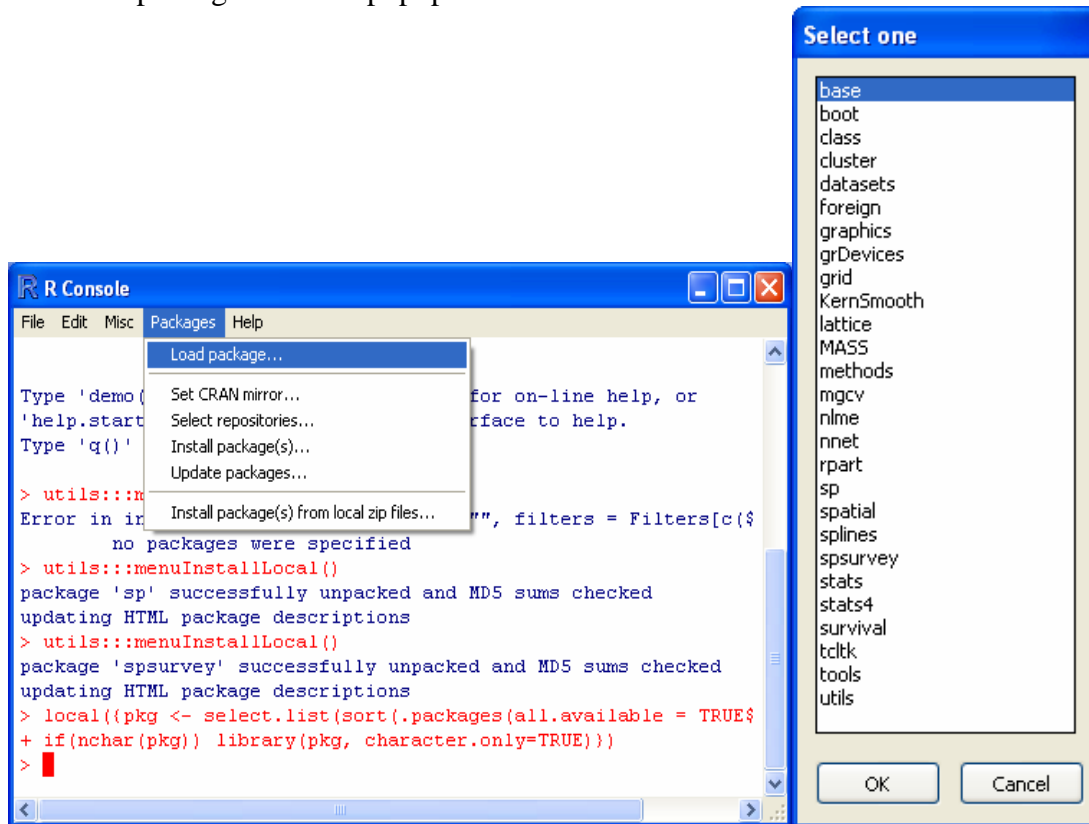 Select one
base
boot
class
cluster
datasets
foreign
graphics
grDevices
grid
KernSmooth
lattice
MASS
methods
mgcv
nlme
nnet
rpart
sp
spatial
splines
spsurvey
stats
stats4
survival
tcltk
tools
utils
OK Cancel
R R Console
File Edit Misc Packages Help
Load package...
Set CRAN mirror...
Select repositories...
Install package(s)...
Update packages...
Install package(s) from local zip files...
Type 'demo( for on-line help, or
'help.start to help.
Type 'q()'
> utils:::
Error in "", filters = Filters[c($
no packages were specified
> utils:::menuInstallLocal()
package 'sp' successfully unpacked and MD5 sums checked
updating HTML package descriptions
> utils:::menuInstallLocal()
package 'spsurvey' successfully unpacked and MD5 sums checked
updating HTML package descriptions
> local({pkg <- select.list(sort(.packages(all.available = TRUE$
+ if(nchar(pkg)) library(pkg, character.only=TRUE)})
>